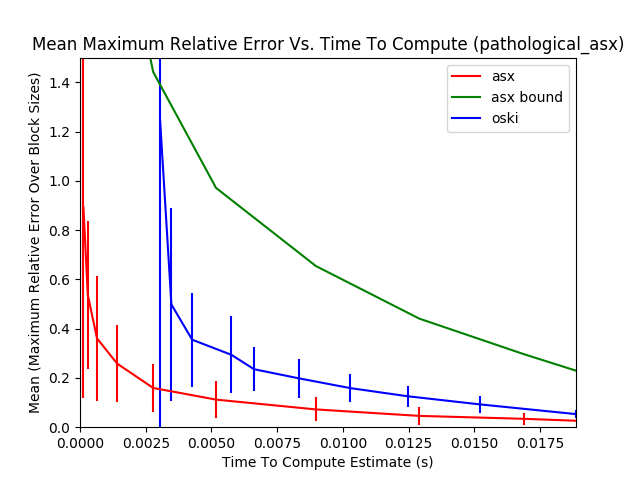 Mean Maximum Relative Error Vs. Time To Compute (pathological_asx)
Mean (Maximum Relative Error Over Block Sizes)
1.4
1.2
1.0
0.8
0.6
0.4
0.2
0.0
asx
asx bound
oski
0.0000 0.0025 0.0050 0.0075 0.0100 0.0125 0.0150 0.0175
Time To Compute Estimate (s)